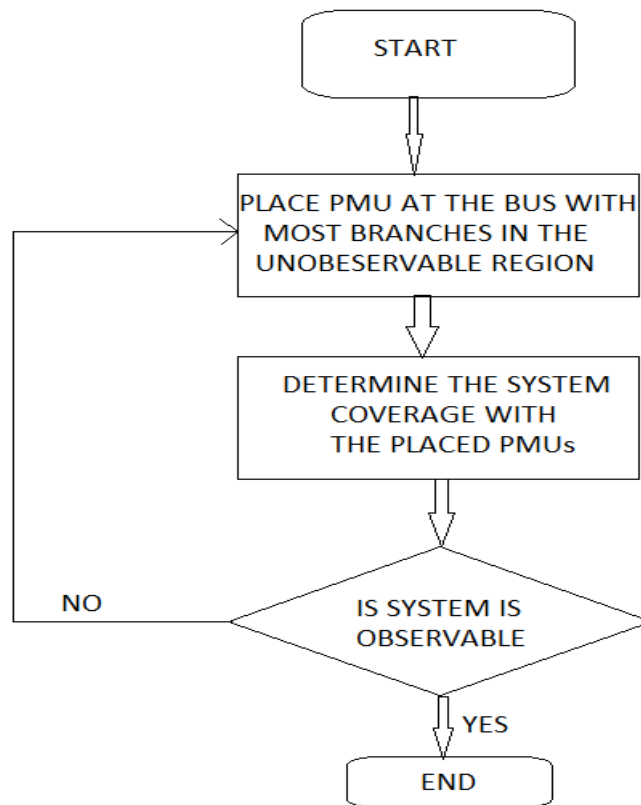 START
PLACE PMU AT THE BUS WITH
MOST BRANCHES IN THE
UNOBESERVABLE REGION
DETERMINE THE SYSTEM
COVERAGE WITH
THE PLACED PMUs
NO
IS SYSTEM IS
OBSERVABLE
YES
END